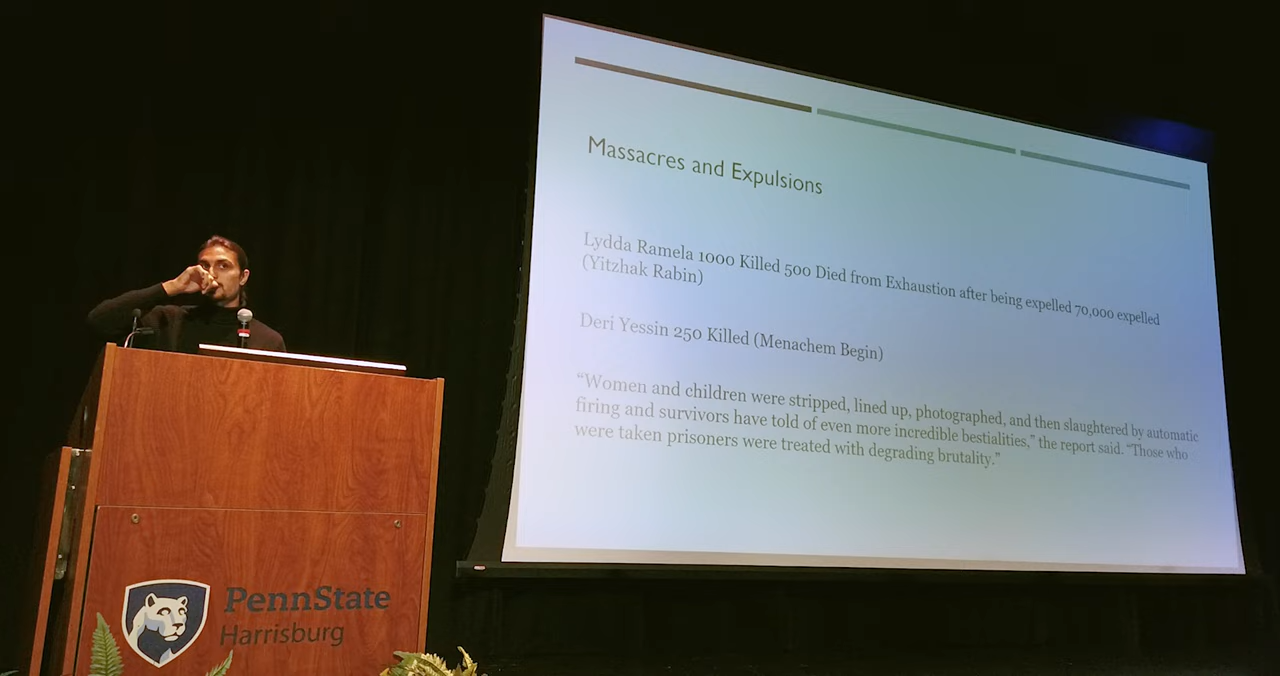 Massacres and Expulsions
Lydda Ramela 1000 Killed 500 Died from Exhaustion after being expelled 70,000 expelled
(Yitzhak Rabin)
Deri Yessin 250 Killed (Menachem Begin)
“Women and children were stripped, lined up, photographed, and then slaughtered by automatic
firing and survivors have told of even more incredible bestialities,” the report said. “Those who
were taken prisoners were treated with degrading brutality.”
PennState
Harrisburg